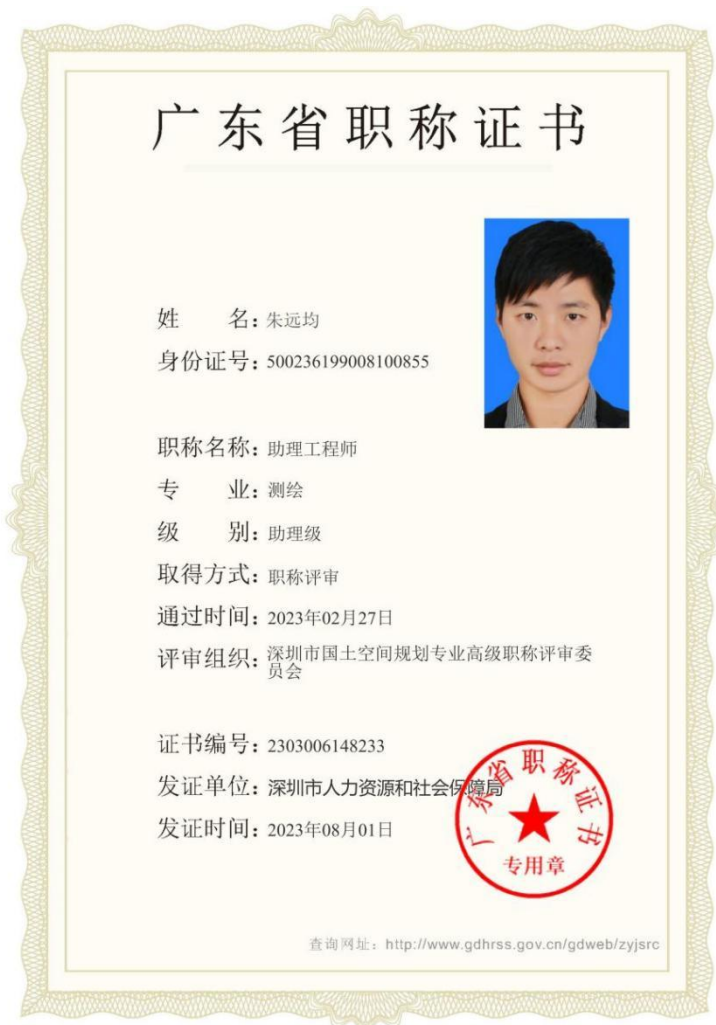 广东省职称证书
姓 名：朱远均
身份证号：500236199008100855
职称名称：助理工程师
专 业：测绘
级 别：助理级
取得方式：职称评审
通过时间：2023年02月27日
评审组织：深圳市国土空间规划专业高级职称评审委
员会
证书编号：2303006148233
发证单位：深圳市人力资源和社会保障局
发证时间：2023年08月01日
广东省职称证书
专用章
查询网址：http://www.gdhrss.gov.cn/gdweb/zyjsrc